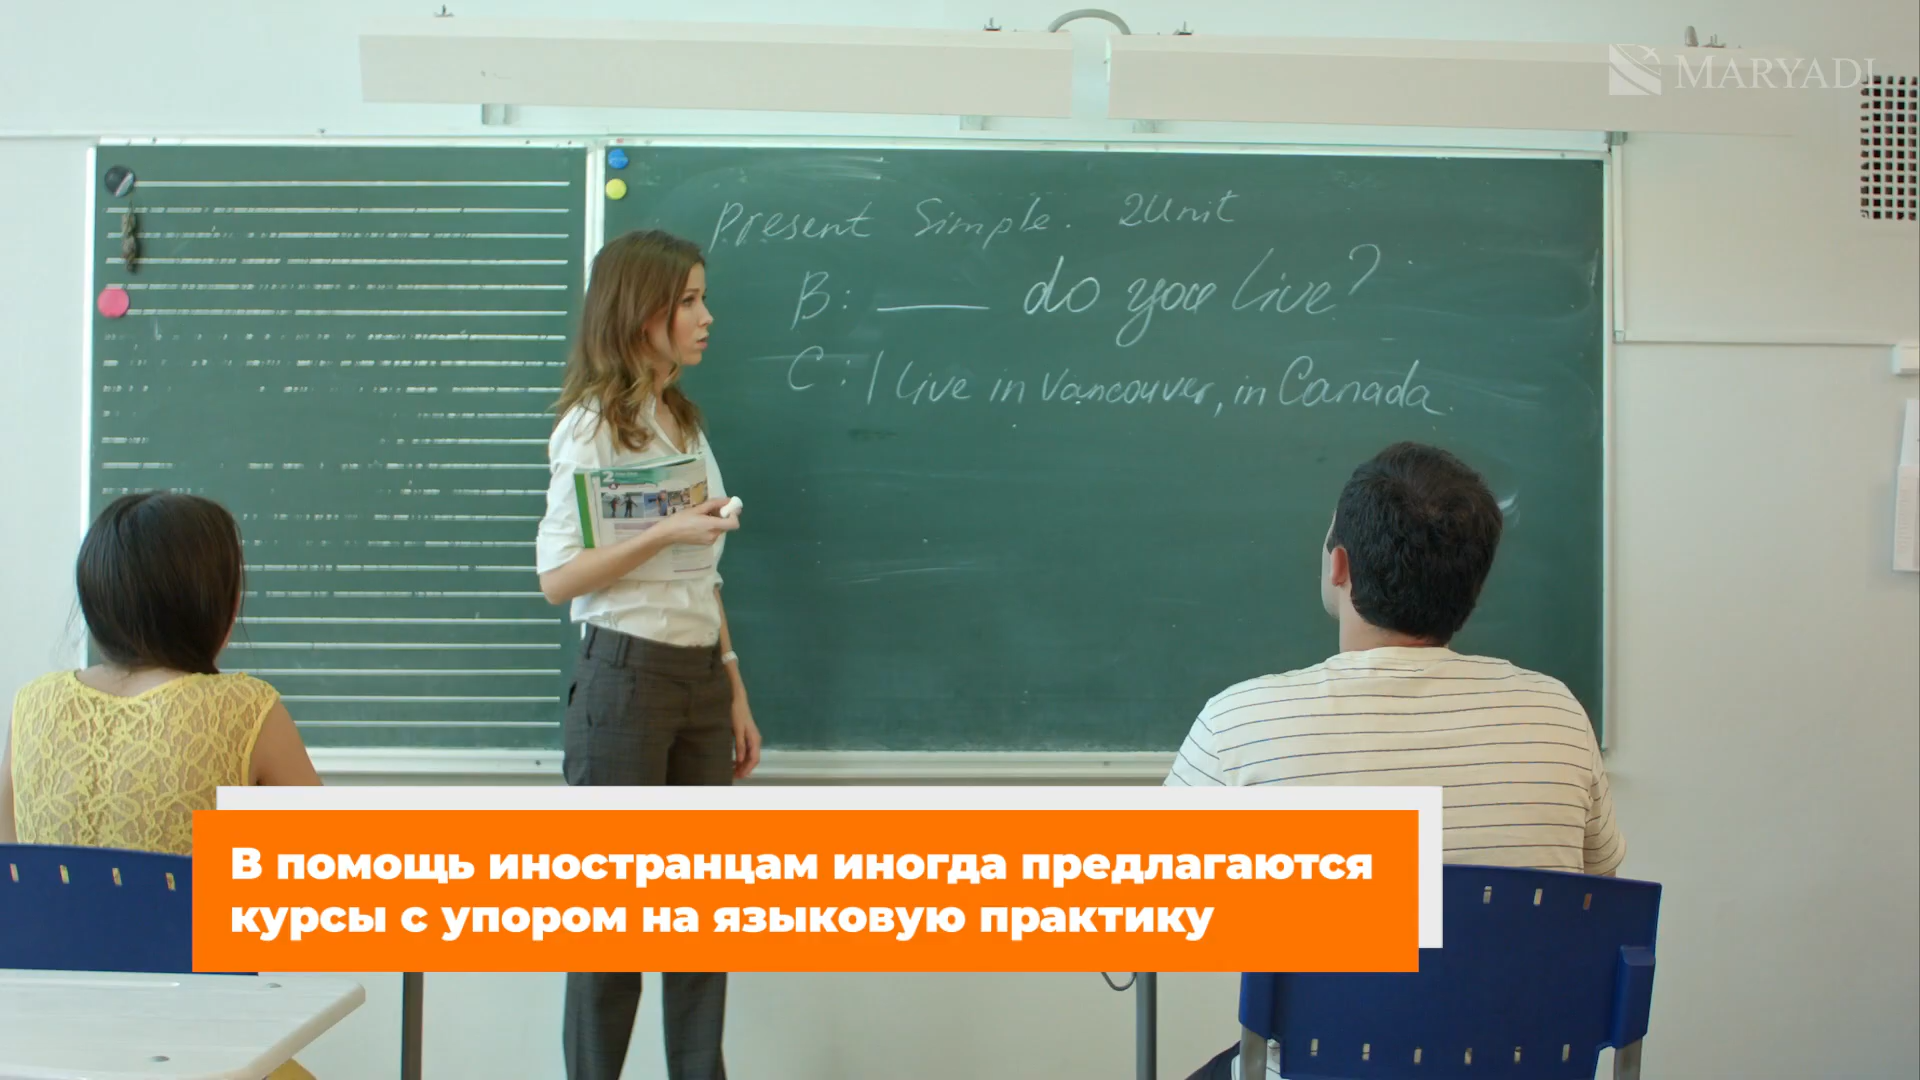 MARYADI
Present Simple. 2Unit
B: ___ do you live?
C: I live in Vancouver, in Canada.
2
В помощь иностранцам иногда предлагаются
курсы с упором на языковую практику